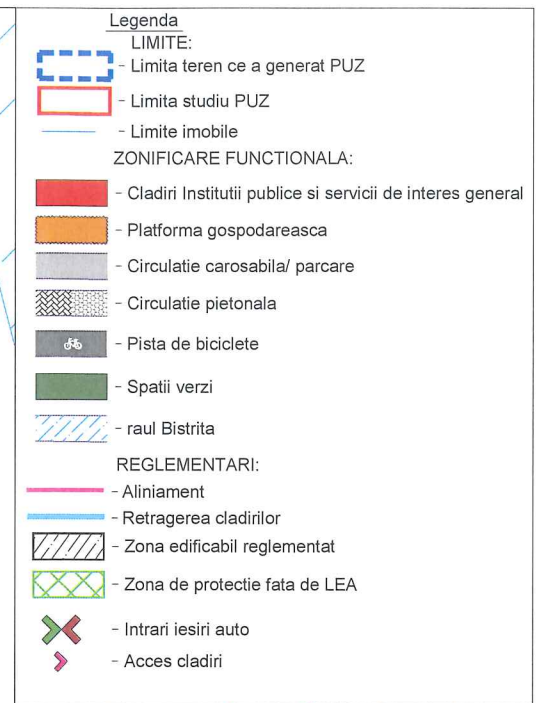 Legenda
LIMITE:
- Limita teren ce a generat PUZ
- Limita studiu PUZ
- Limite imobile
ZONIFICARE FUNCTIONALA:
- Cladiri Institutii publice si servicii de interes general
- Platforma gospodareasca
- Circulatie carosabila/ parcare
- Circulatie pietonala
- Pista de biciclete
- Spatii verzi
- raul Bistrita
REGLEMENTARI:
- Aliniament
- Retragerea cladirilor
- Zona edificabil reglementat
- Zona de protectie fata de LEA
- Intrari iesiri auto
- Acces cladiri